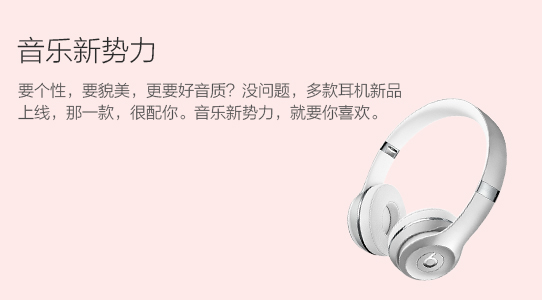 音乐新势力
要个性，要貌美，更要好音质？没问题，多款耳机新品
上线，那一款，很配你。音乐新势力，就要你喜欢。